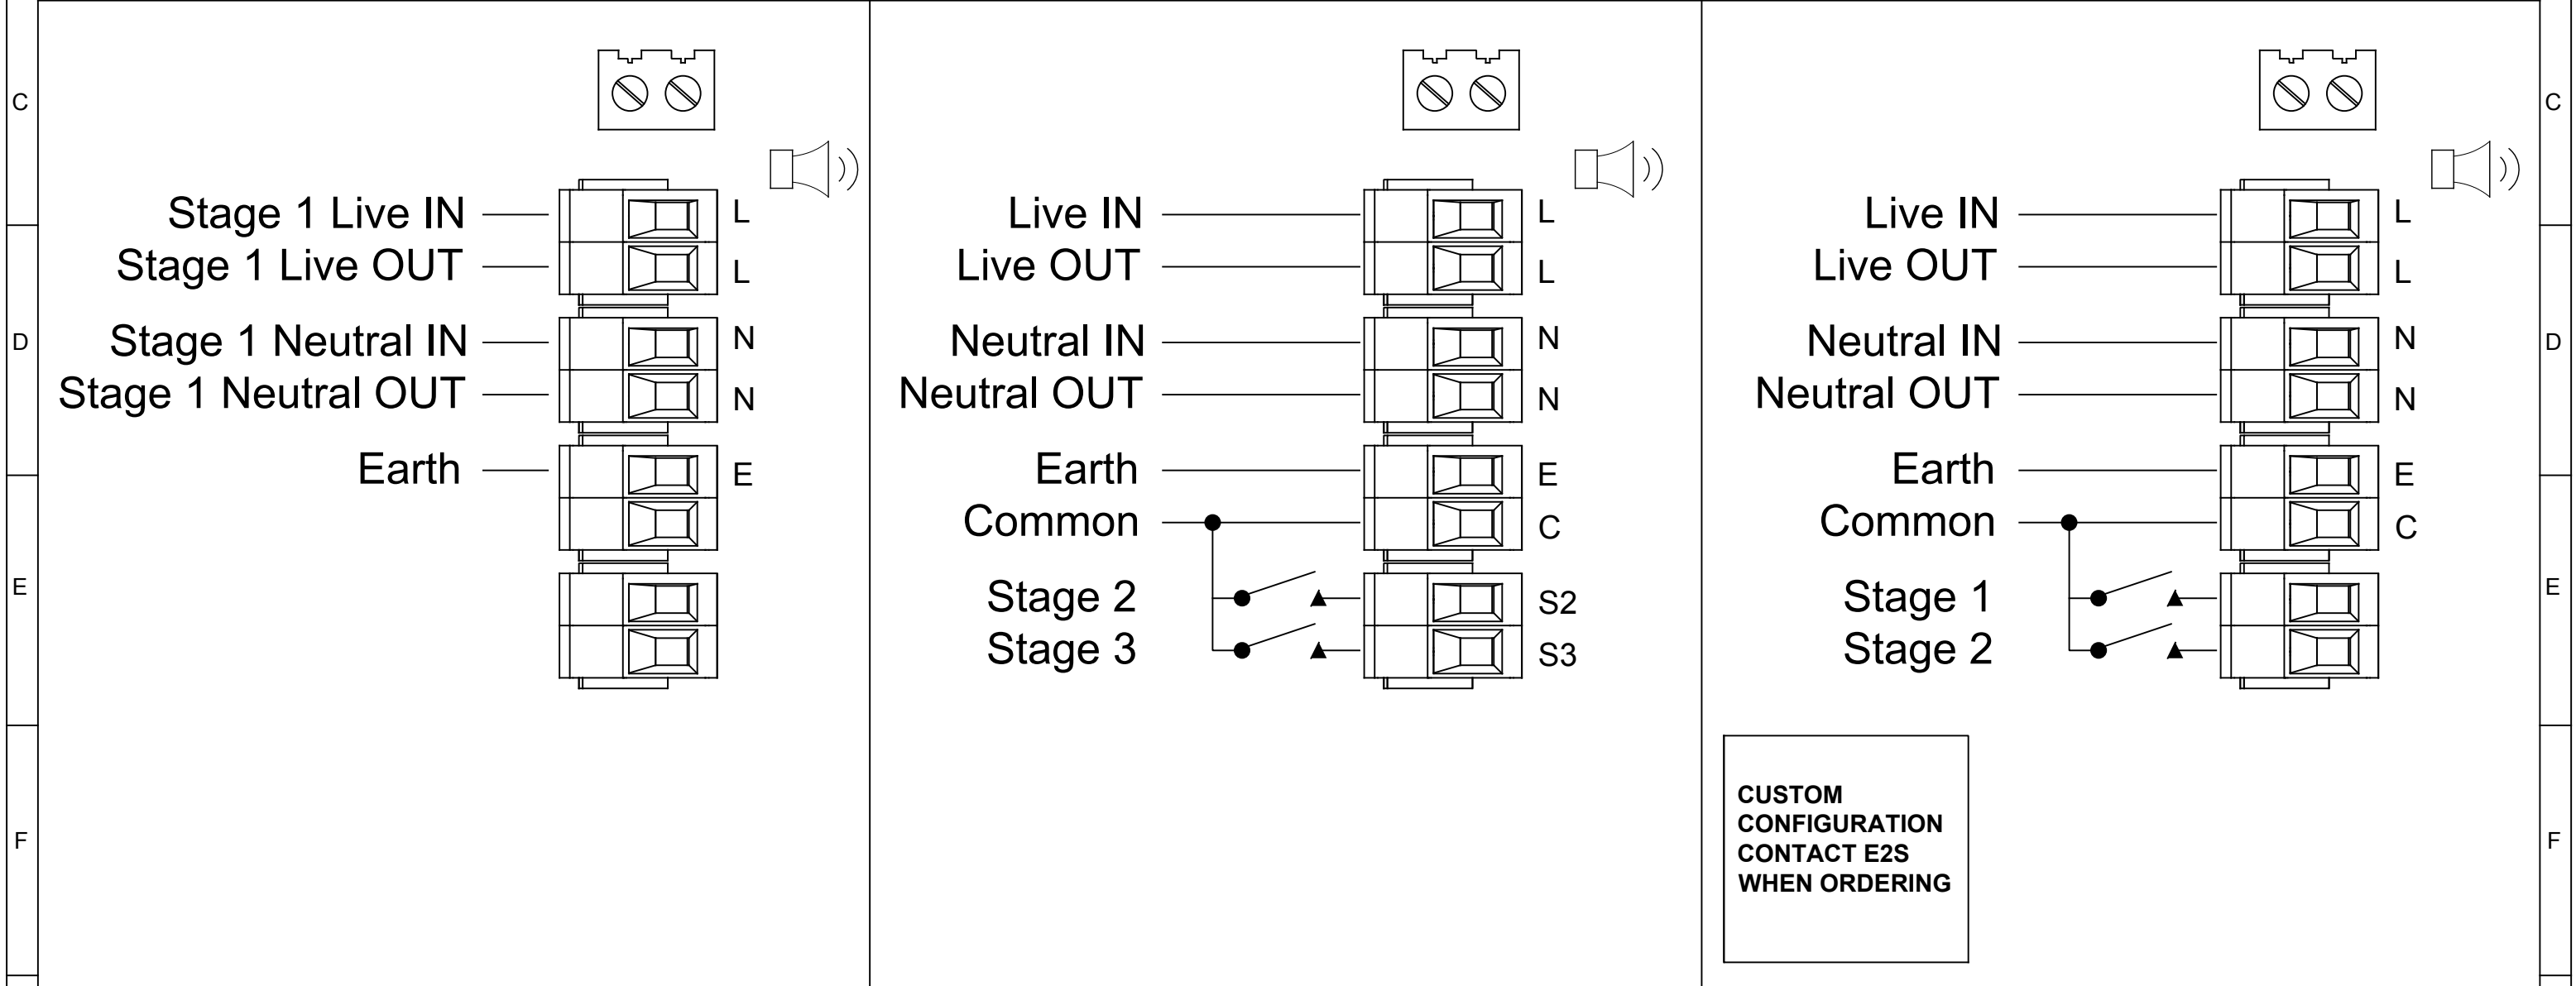 C
D
E
F
Stage 1 Live IN L
Stage 1 Live OUT L
Stage 1 Neutral IN N
Stage 1 Neutral OUT N
Earth E
Live IN L
Live OUT L
Neutral IN N
Neutral OUT N
Earth E
Common C
Stage 2 S2
Stage 3 S3
Live IN L
Live OUT L
Neutral IN N
Neutral OUT N
Earth E
Common C
Stage 1
Stage 2
CUSTOM
CONFIGURATION
CONTACT E2S
WHEN ORDERING
C
D
E
F